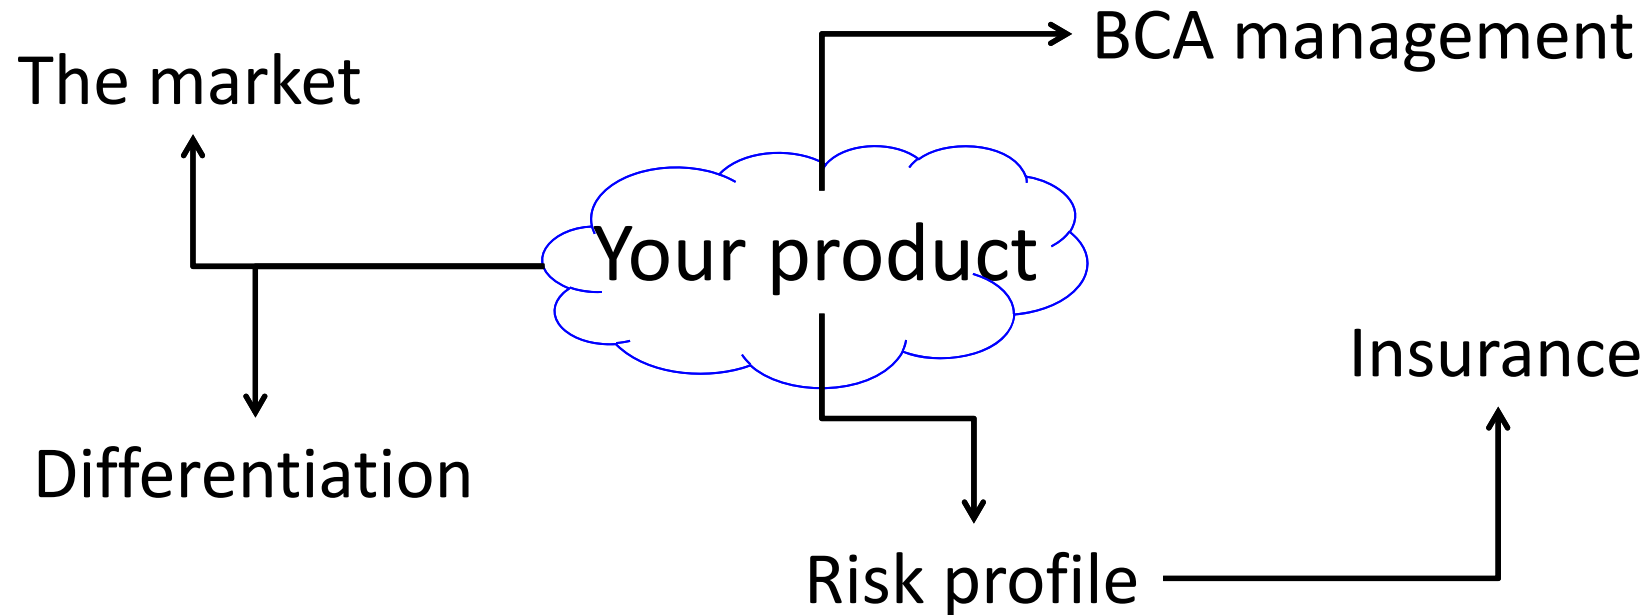 BCA management
The market
Your product
Insurance
Differentiation
Risk profile